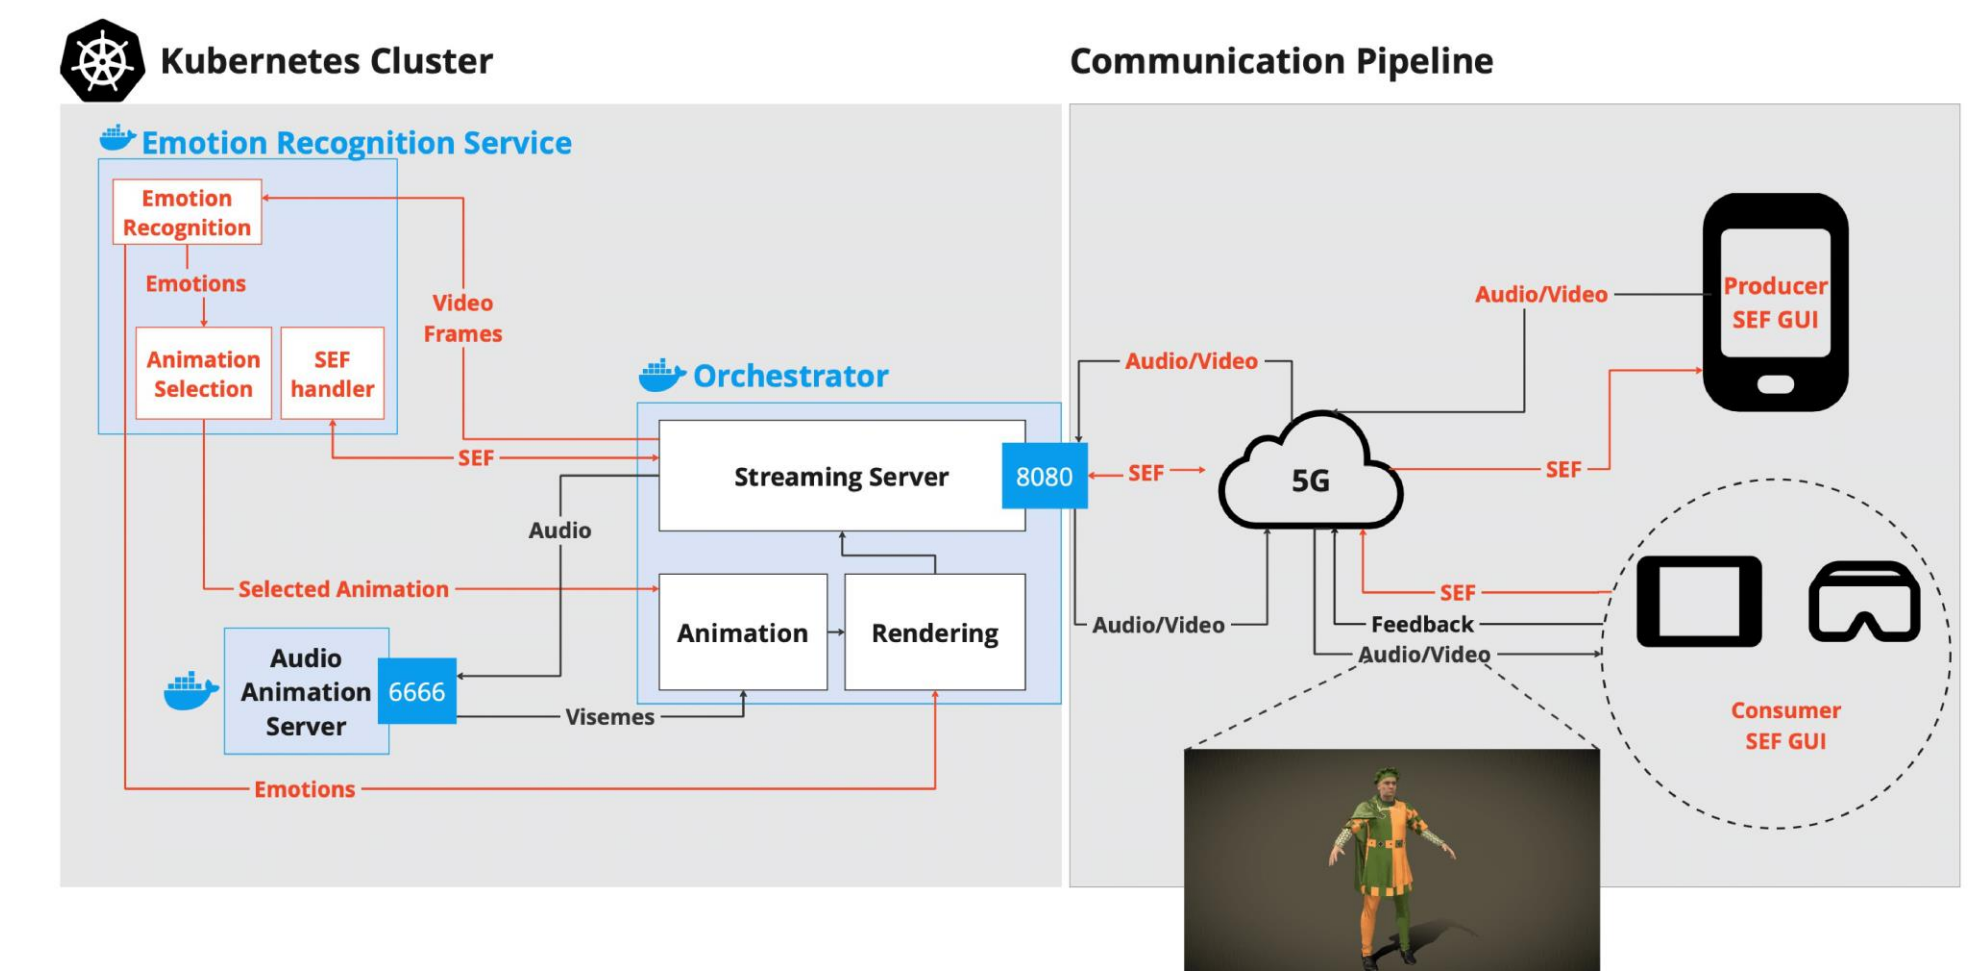 Kubernetes Cluster
Communication Pipeline
Emotion Recognition Service
Emotion
Recognition
Emotions
Animation
Selection
SEF
handler
Video
Frames
SEF
Audio
Selected Animation
Audio
Animation
Server
6666
Visemes
Emotions
Orchestrator
Streaming Server
8080
Animation
Rendering
Audio/Video
SEF
Audio/Video
5G
Audio/Video
Producer
SEF GUI
SEF
SEF
Feedback
Audio/Video
Consumer
SEF GUI